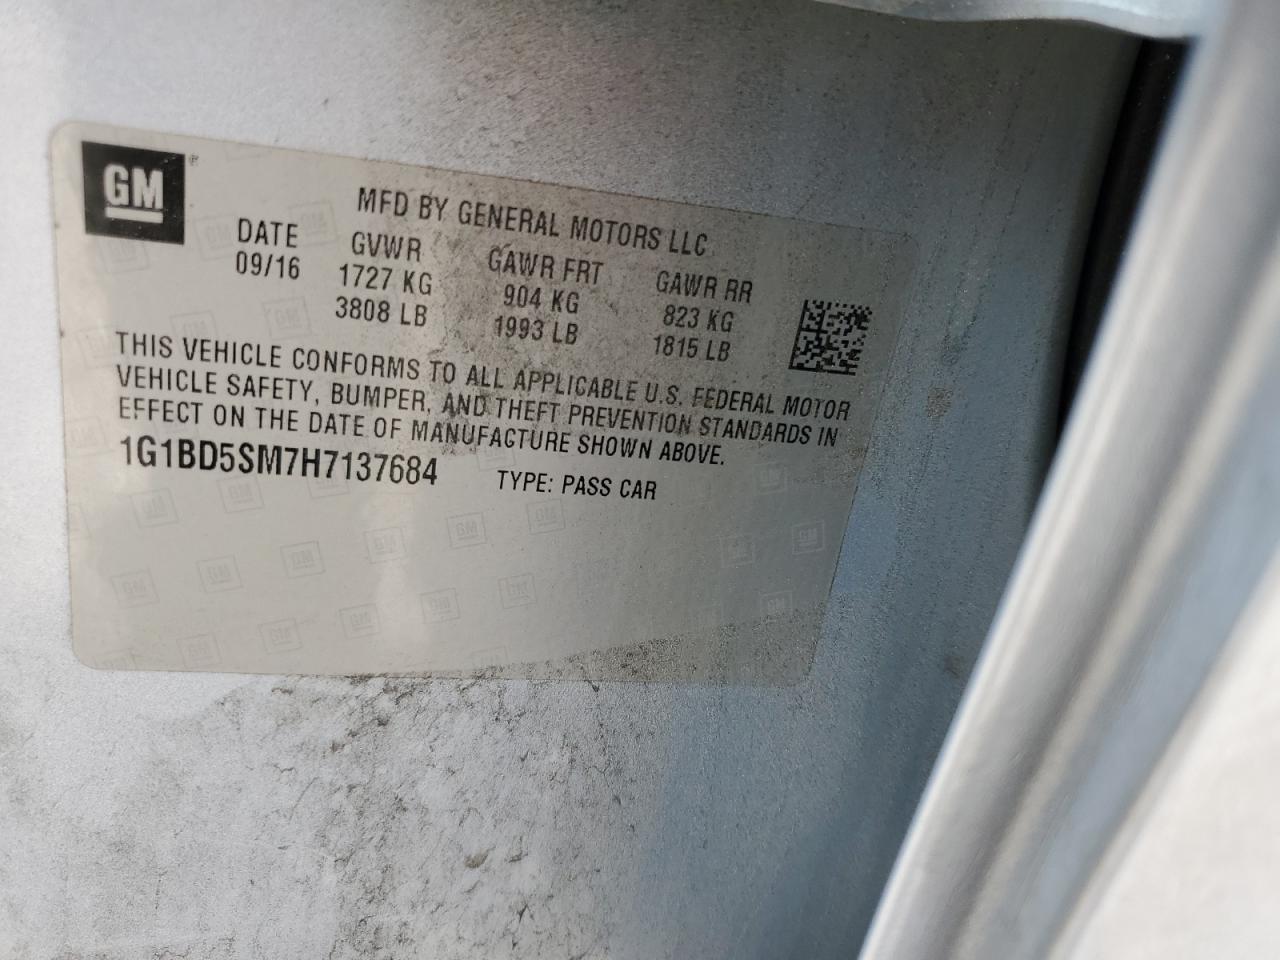 GM®
MFD BY GENERAL MOTORS LLC
DATE GVWR GAWR FRT GAWR RR
09/16 1727 KG 904 KG 823 KG
3808 LB 1993 LB 1815 LB
THIS VEHICLE CONFORMS TO ALL APPLICABLE U.S. FEDERAL MOTOR
VEHICLE SAFETY, BUMPER, AND THEFT PREVENTION STANDARDS IN
EFFECT ON THE DATE OF MANUFACTURE SHOWN ABOVE.
1G1BD5SM7H7137684 TYPE: PASS CAR